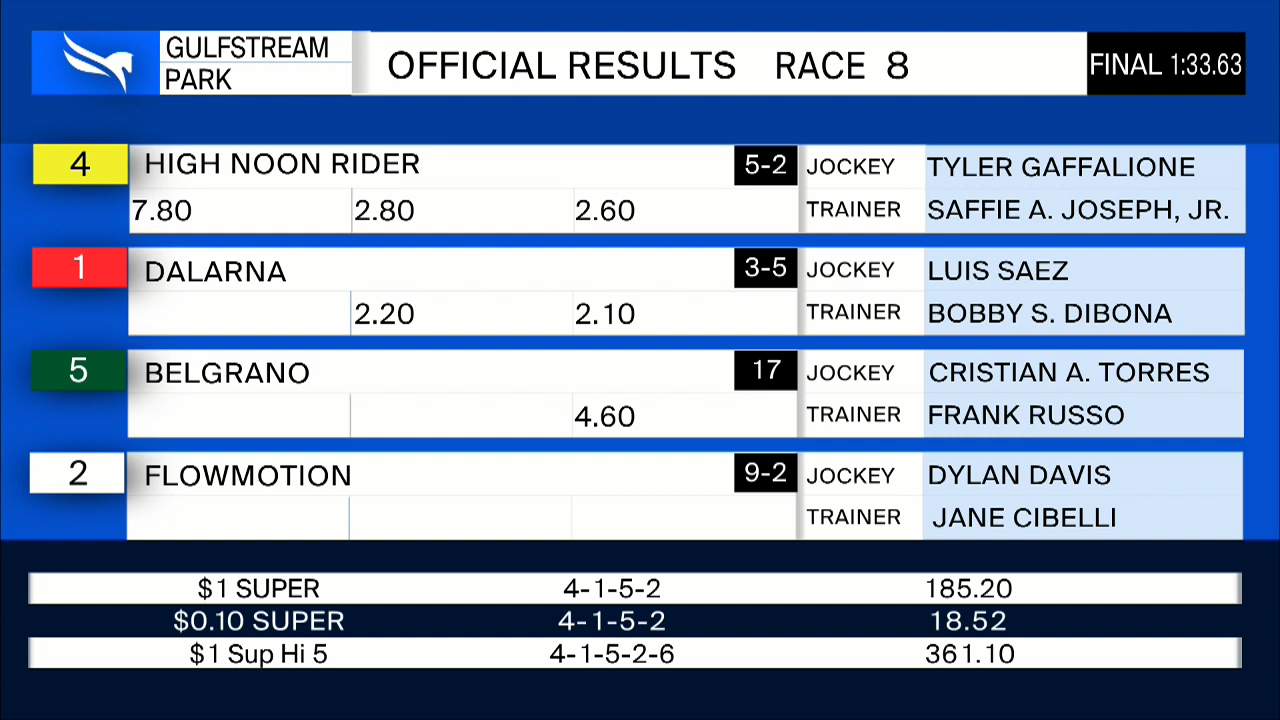 GULFSTREAM
PARK
OFFICIAL RESULTS RACE 8
FINAL 1:33.63
4 HIGH NOON RIDER 5-2 JOCKEY TYLER GAFFALIONE
7.80 2.80 2.60 TRAINER SAFFIE A. JOSEPH, JR.
1 DALARNA 3-5 JOCKEY LUIS SAEZ
2.20 2.10 TRAINER BOBBY S. DIBONA
5 BELGRANO 17 JOCKEY CRISTIAN A. TORRES
4.60 TRAINER FRANK RUSSO
2 FLOWMOTION 9-2 JOCKEY DYLAN DAVIS
TRAINER JANE CIBELLI
$1 SUPER 4-1-5-2 185.20
$0.10 SUPER 4-1-5-2 18.52
$1 Sup Hi 5 4-1-5-2-6 361.10